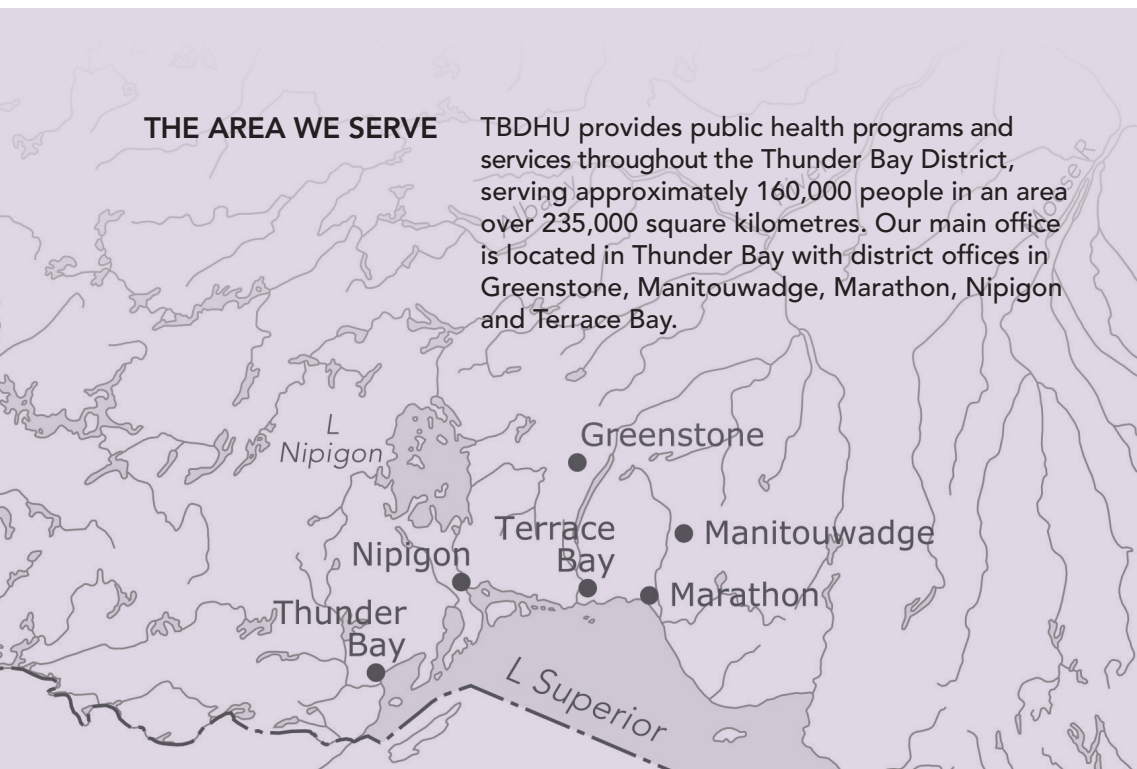 THE AREA WE SERVE
TBDHU provides public health programs and
services throughout the Thunder Bay District,
serving approximately 160,000 people in an area
over 235,000 square kilometres. Our main office
is located in Thunder Bay with district offices in
Greenstone, Manitouwadge, Marathon, Nipigon
and Terrace Bay.
Albany
River
Moose R
L
Nipigon
Greenstone
Terrace
Bay
Manitouwadge
Nipigon
Marathon
Thunder
Bay
L Superior